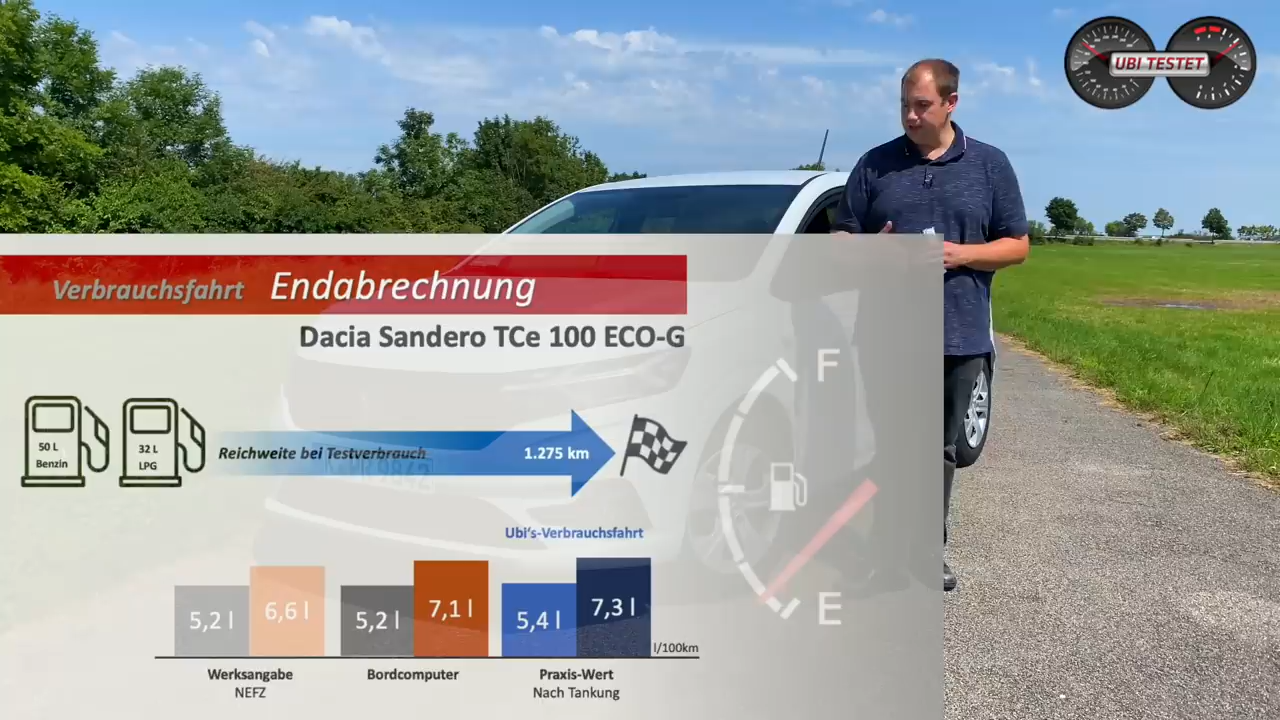 UBI TESTET
Verbrauchsfahrt Endabrechnung
Dacia Sandero TCe 100 ECO-G
50 L
Benzin
32 L
LPG
Reichweite bei Testverbrauch
1.275 km
F
E
Ubi's-Verbrauchsfahrt
5,2 l
6,6 l
5,2 l
7,1 l
5,4 l
7,3 l
l/100km
Werksangabe
NEFZ
Bordcomputer
Praxis-Wert
Nach Tankung